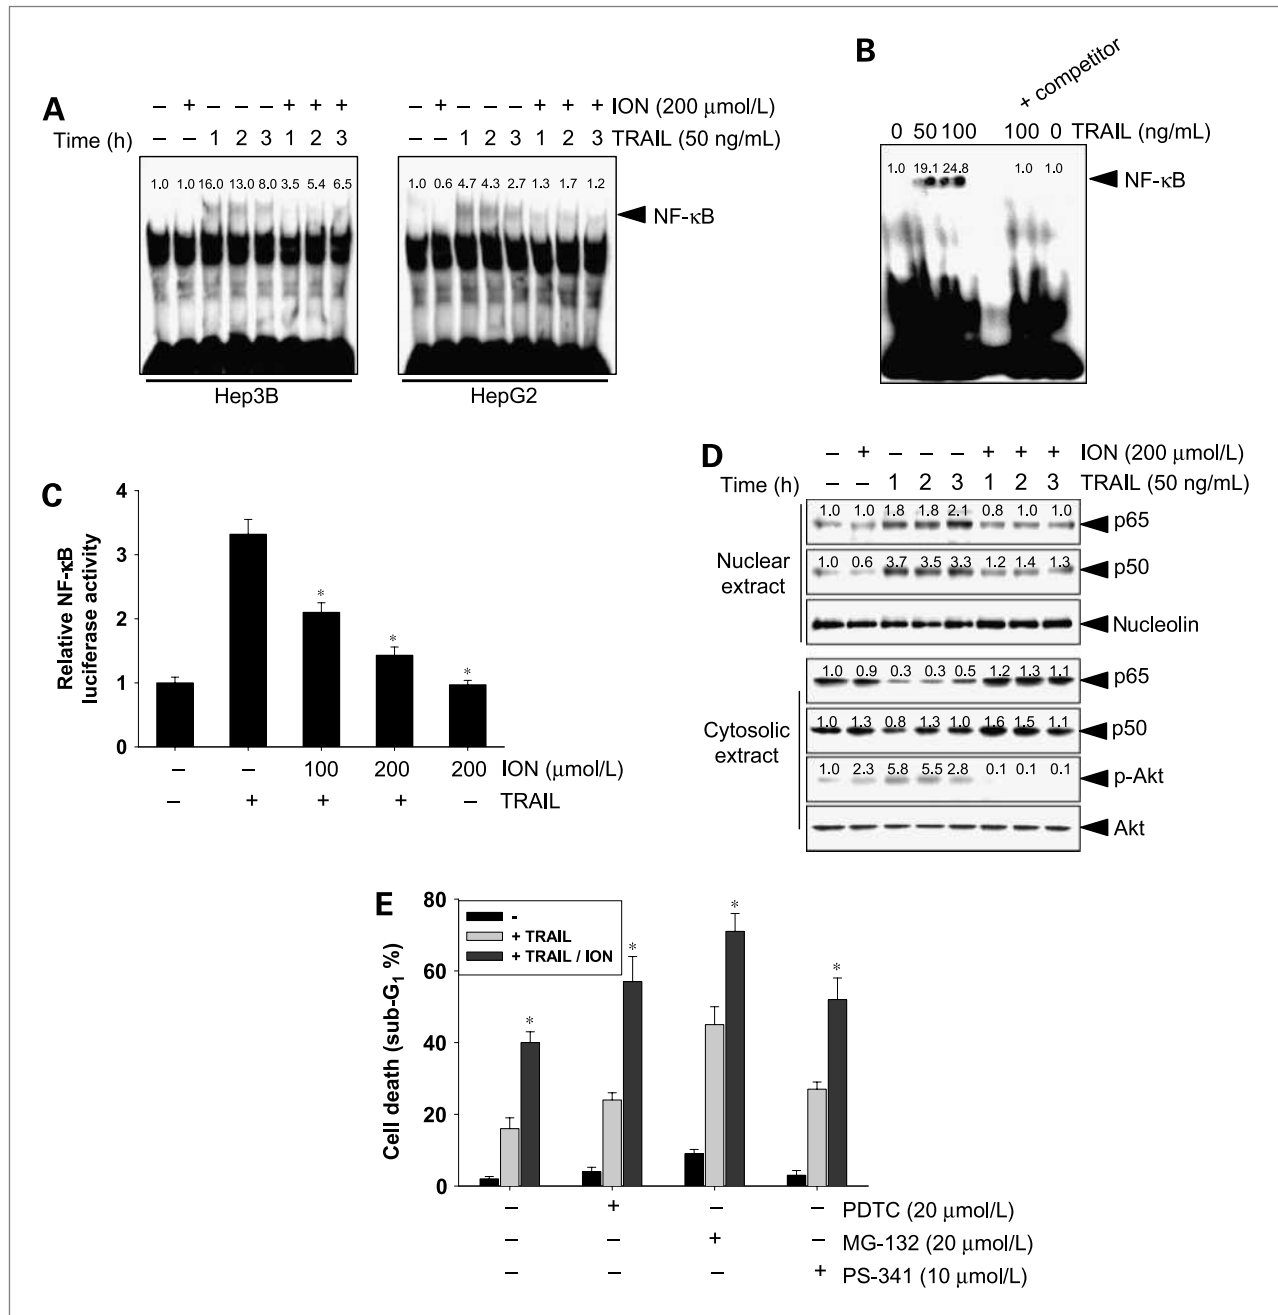 A
– + – – – + + + ION (200 μmol/L)
– + – – – + + +
Time (h) – – 1 2 3 1 2 3
– – 1 2 3 1 2 3 TRAIL (50 ng/mL)
1.0 1.0 16.0 13.0 8.0 3.5 5.4 6.5
1.0 0.6 4.7 4.3 2.7 1.3 1.7 1.2
NF-κB
Hep3B
HepG2
B
+ competitor
0 50 100 100 0 TRAIL (ng/mL)
1.0 19.1 24.8 1.0 1.0
NF-κB
C
Relative NF-κB
luciferase activity
4
3
2
1
0
* * *
– – 100 200 200 ION (μmol/L)
– + + + – TRAIL
D
– + – – – + + + ION (200 μmol/L)
Time (h) – – 1 2 3 1 2 3 TRAIL (50 ng/mL)
Nuclear
extract
1.0 1.0 1.8 1.8 2.1 0.8 1.0 1.0 p65
1.0 0.6 3.7 3.5 3.3 1.2 1.4 1.3 p50
Nucleolin
Cytosolic
extract
1.0 0.9 0.3 0.3 0.5 1.2 1.3 1.1 p65
1.0 1.3 0.8 1.3 1.0 1.6 1.5 1.1 p50
1.0 2.3 5.8 5.5 2.8 0.1 0.1 0.1 p-Akt
Akt
E
Cell death (sub-G1 %)
80
60
40
20
0
-
+ TRAIL
+ TRAIL / ION
* * * *
– + – – PDTC (20 μmol/L)
– – + – MG-132 (20 μmol/L)
– – – + PS-341 (10 μmol/L)